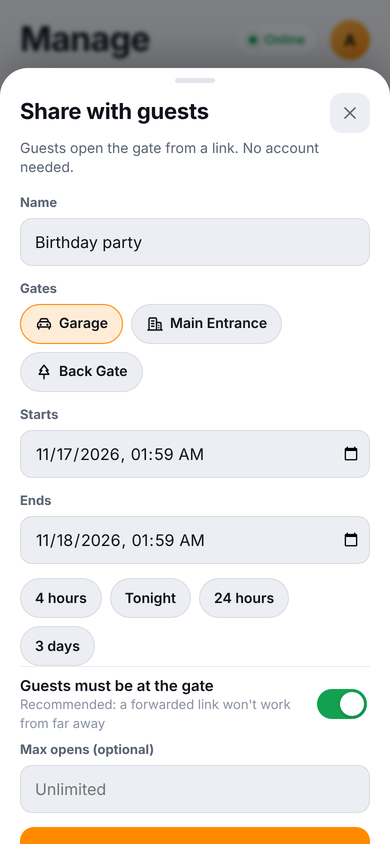 Manage
Online
A
Share with guests
Guests open the gate from a link. No account
needed.
Name
Birthday party
Gates
Garage
Main Entrance
Back Gate
Starts
11/17/2026, 01:59 AM
Ends
11/18/2026, 01:59 AM
4 hours
Tonight
24 hours
3 days
Guests must be at the gate
Recommended: a forwarded link won't work
from far away
Max opens (optional)
Unlimited